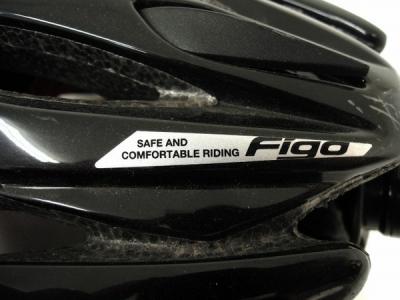 SAFE AND
COMFORTABLE RIDING Figo